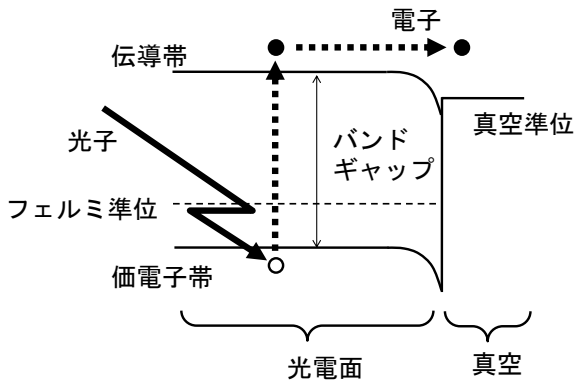 電子
伝導帯
真空準位
光子
バンド
ギャップ
フェルミ準位
価電子帯
光電面
真空